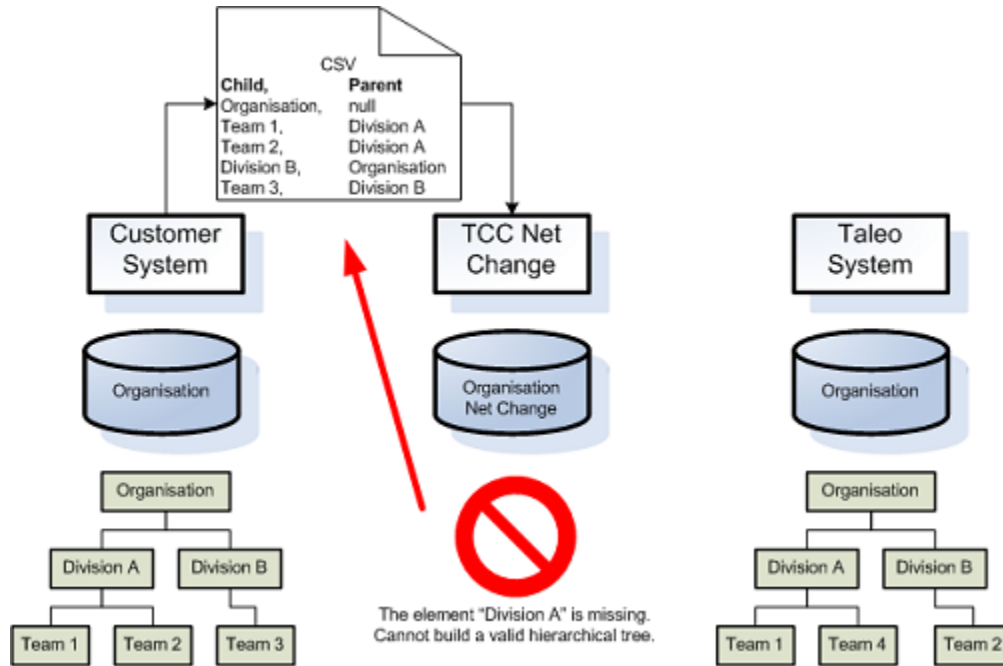 CSV
Child, Parent
Organisation, null
Team 1, Division A
Team 2, Division A
Division B, Organisation
Team 3, Division B
Customer
System
TCC Net
Change
Taleo
System
Organisation
Organisation
Net Change
Organisation
Organisation
Division A
Division B
Team 1
Team 2
Team 3
The element “Division A” is missing.
Cannot build a valid hierarchical tree.
Organisation
Division A
Division B
Team 1
Team 4
Team 2